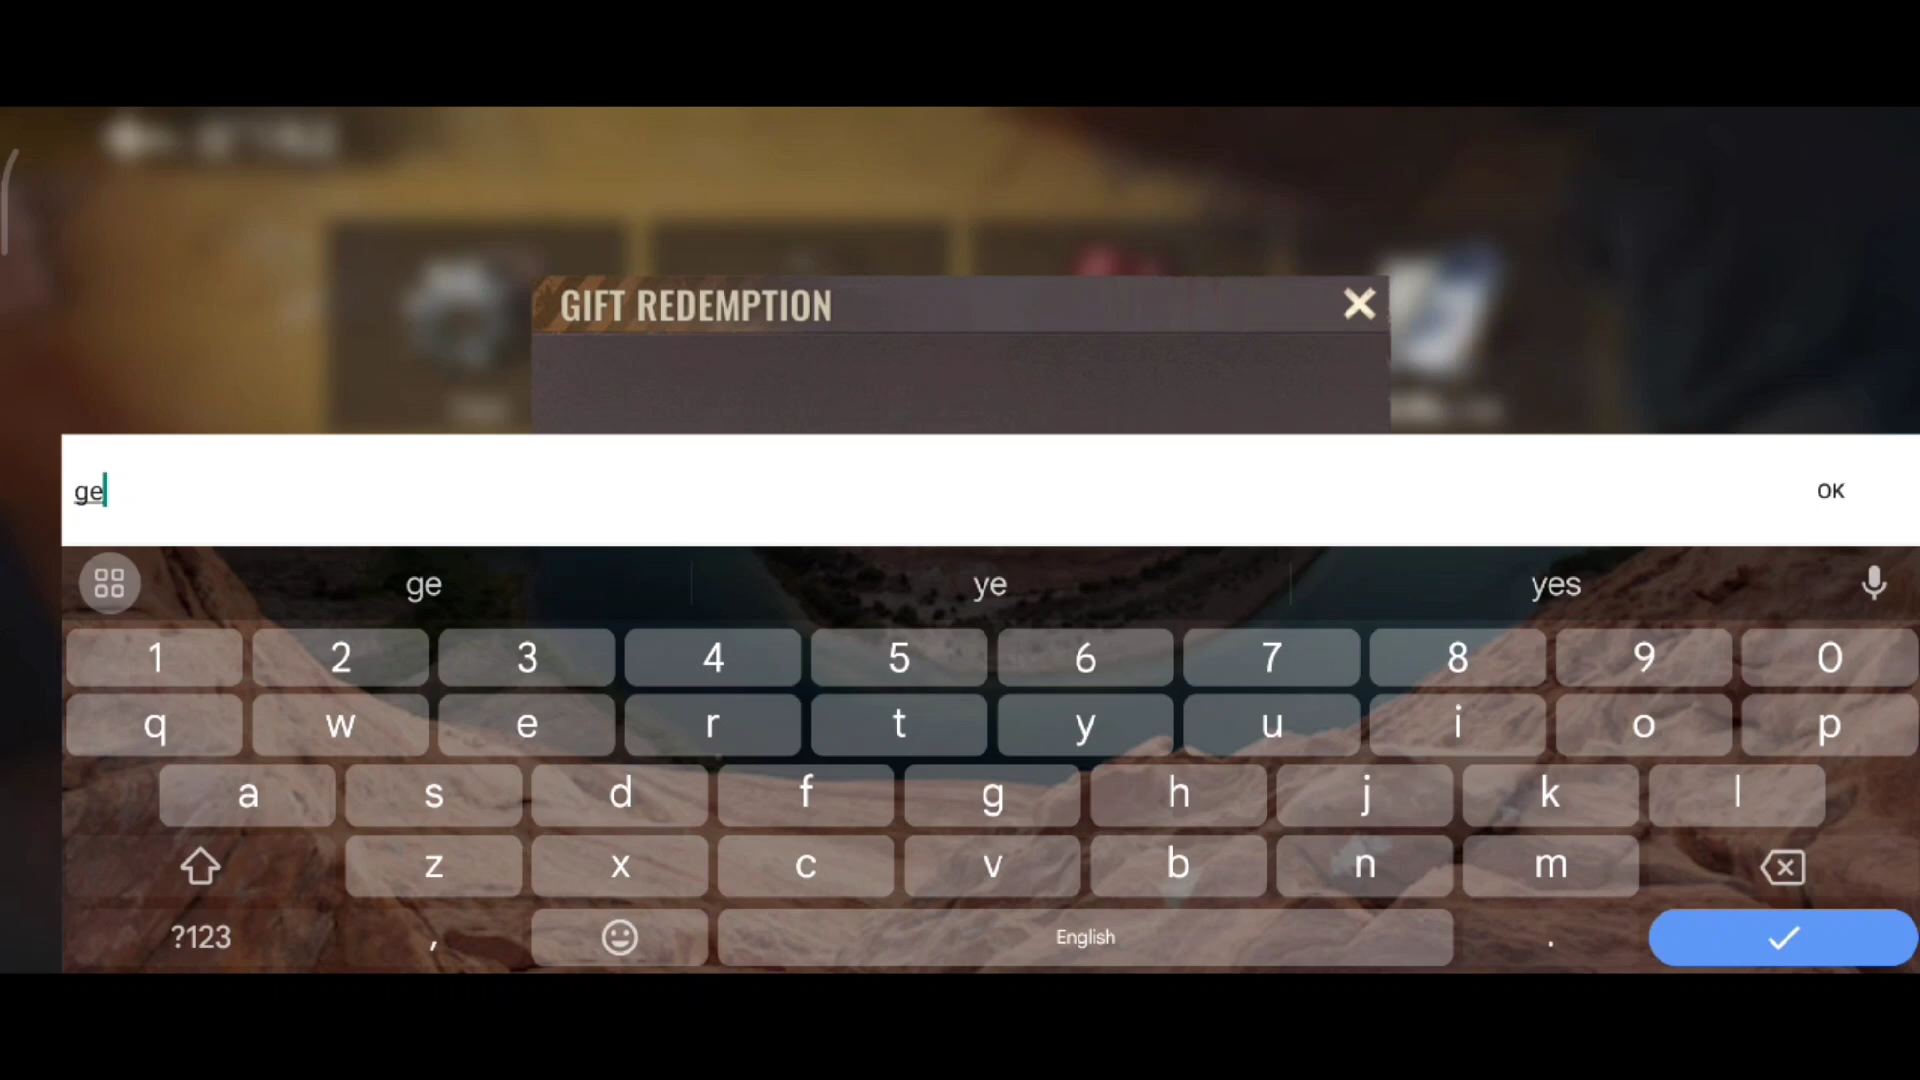 GIFT REDEMPTION
ge
OK
ge ye yes
1 2 3 4 5 6 7 8 9 0
q w e r t y u i o p
a s d f g h j k l
z x c v b n m
?123 , English .